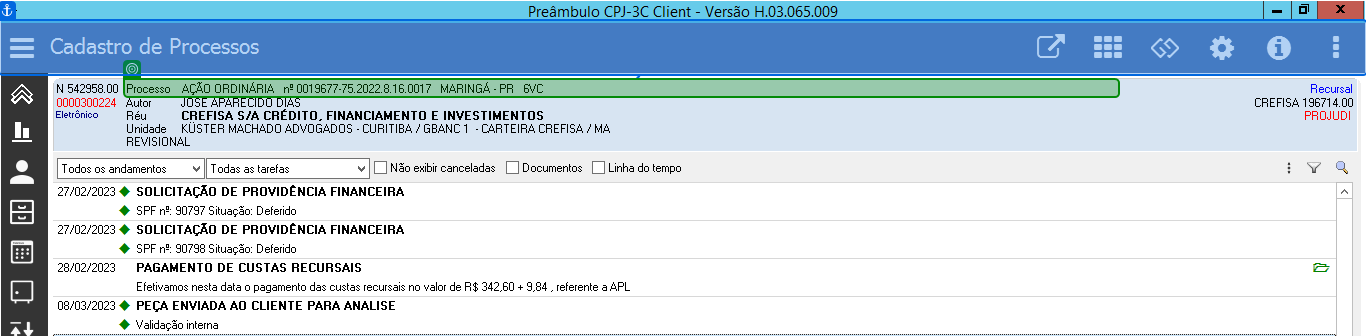 Preâmbulo CPJ-3C Client - Versão H.03.065.009
Cadastro de Processos
N 542958.00 Processo AÇÃO ORDINÁRIA nº 0019677-75.2022.8.16.0017 MARINGÁ - PR 6VC Recursal
0000300224 Autor JOSE APARECIDO DIAS CREFISA 196714.00
Eletrônico Réu CREFISA S/A CRÉDITO, FINANCIAMENTO E INVESTIMENTOS PROJUDI
Unidade KÜSTER MACHADO ADVOGADOS - CURITIBA / GBANC 1 - CARTEIRA CREFISA / MA
REVISIONAL
Todos os andamentos Todas as tarefas Não exibir canceladas Documentos Linha do tempo
27/02/2023 SOLICITAÇÃO DE PROVIDÊNCIA FINANCEIRA
SPF nº: 90797 Situação: Deferido
27/02/2023 SOLICITAÇÃO DE PROVIDÊNCIA FINANCEIRA
SPF nº: 90798 Situação: Deferido
28/02/2023 PAGAMENTO DE CUSTAS RECURSAIS
Efetivamos nesta data o pagamento das custas recursais no valor de R$ 342,60 + 9,84 , referente a APL
08/03/2023 PEÇA ENVIADA AO CLIENTE PARA ANALISE
Validação interna